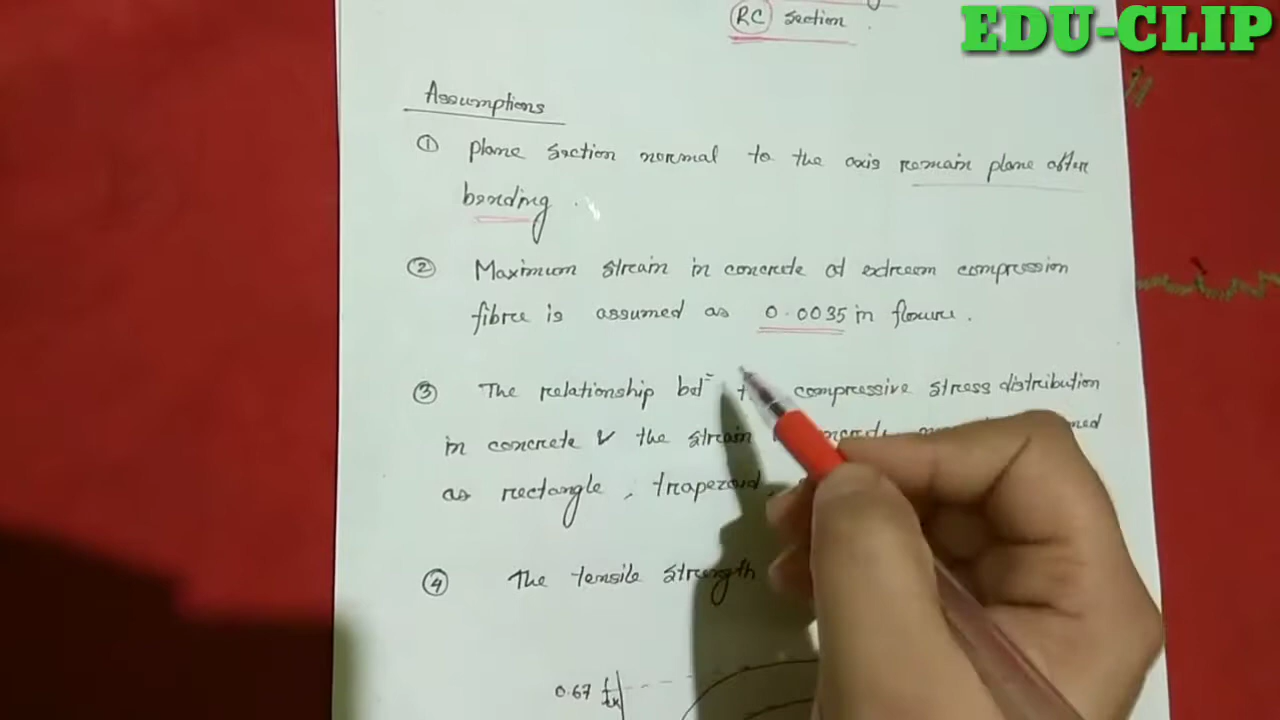 EDU-CLIP
RC section.
Assumptions
① plane section normal to the axis remain plane after
bending.
② Maximum strain in concrete at extream compression
fibre is assumed as 0.0035 in flexure.
③ The relationship betⁿ compressive stress distribution
in concrete & the strain
as rectangle, trapezoid,
④ The tensile strength
0.67